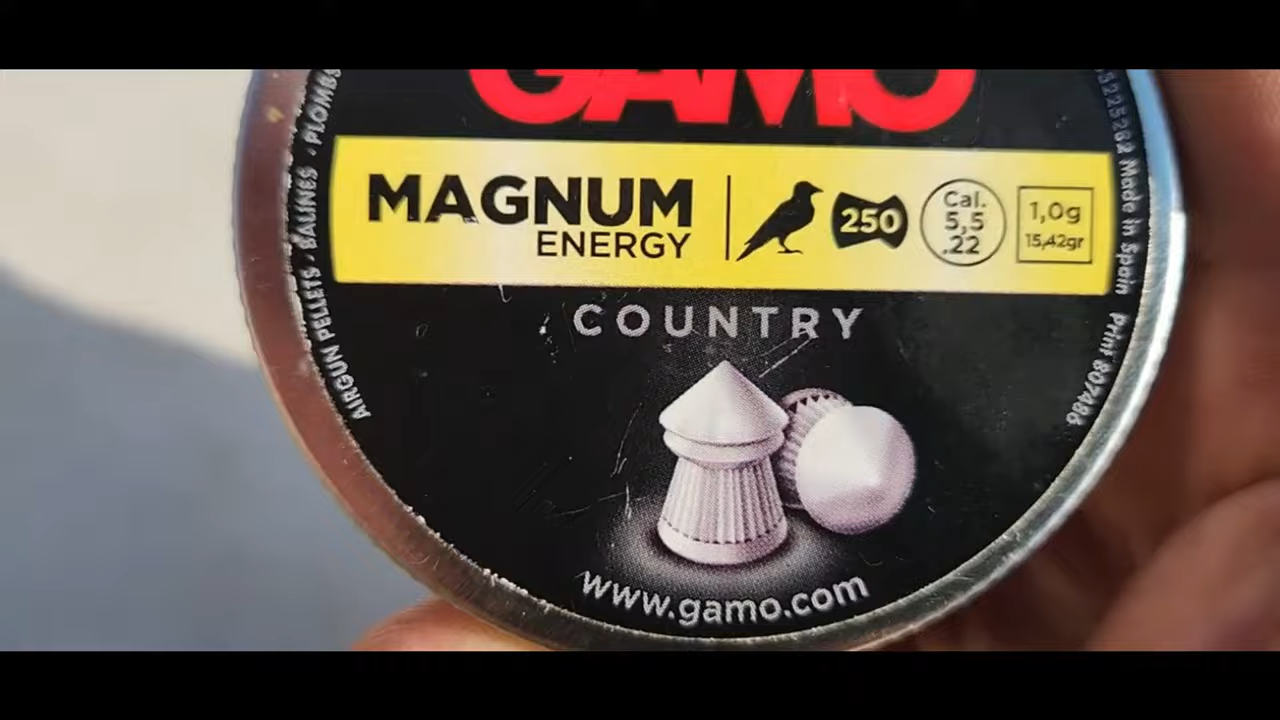 GAMO
MAGNUM
ENERGY
250
Cal.
5,5
.22
1,0g
15,42gr
COUNTRY
www.gamo.com
AIRGUN PELLETS · BALINES · PLOMBS
Made in Spain Print 807486